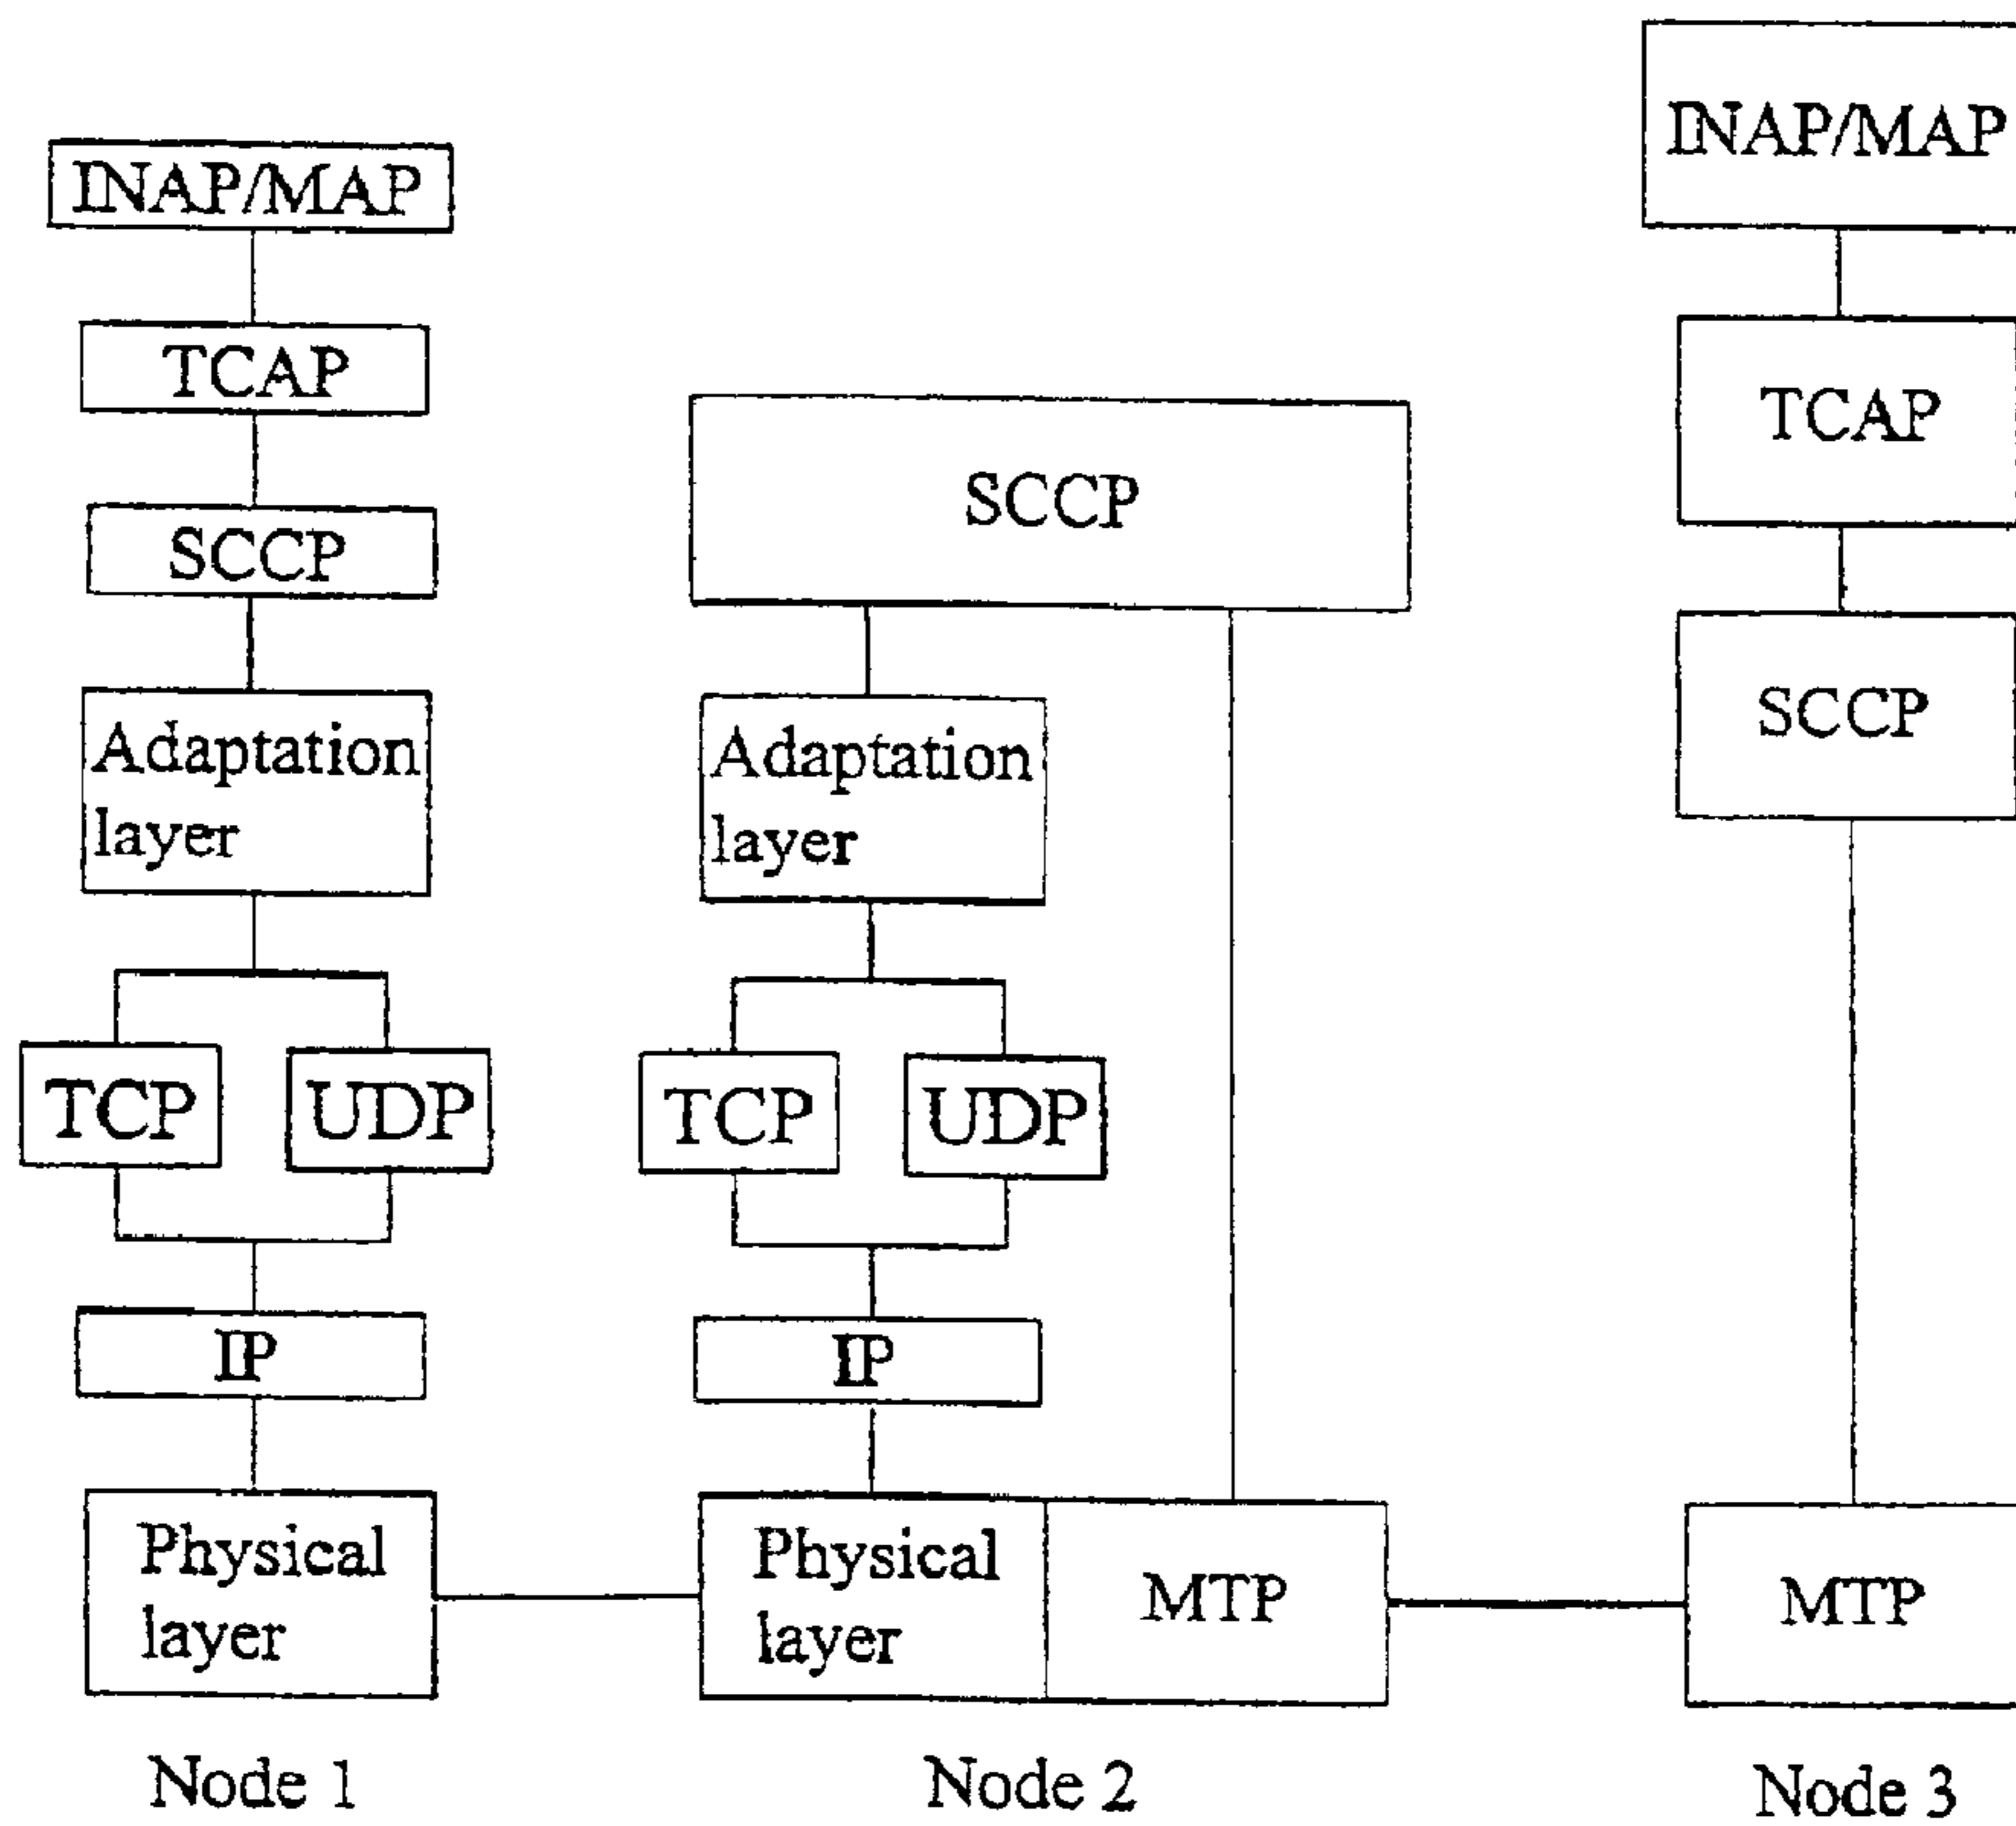 INAP/MAP
TCAP
SCCP
Adaptation
layer
TCP
UDP
IP
Physical
layer
Node 1
SCCP
Adaptation
layer
TCP
UDP
IP
Physical
layer
MTP
Node 2
INAP/MAP
TCAP
SCCP
MTP
Node 3